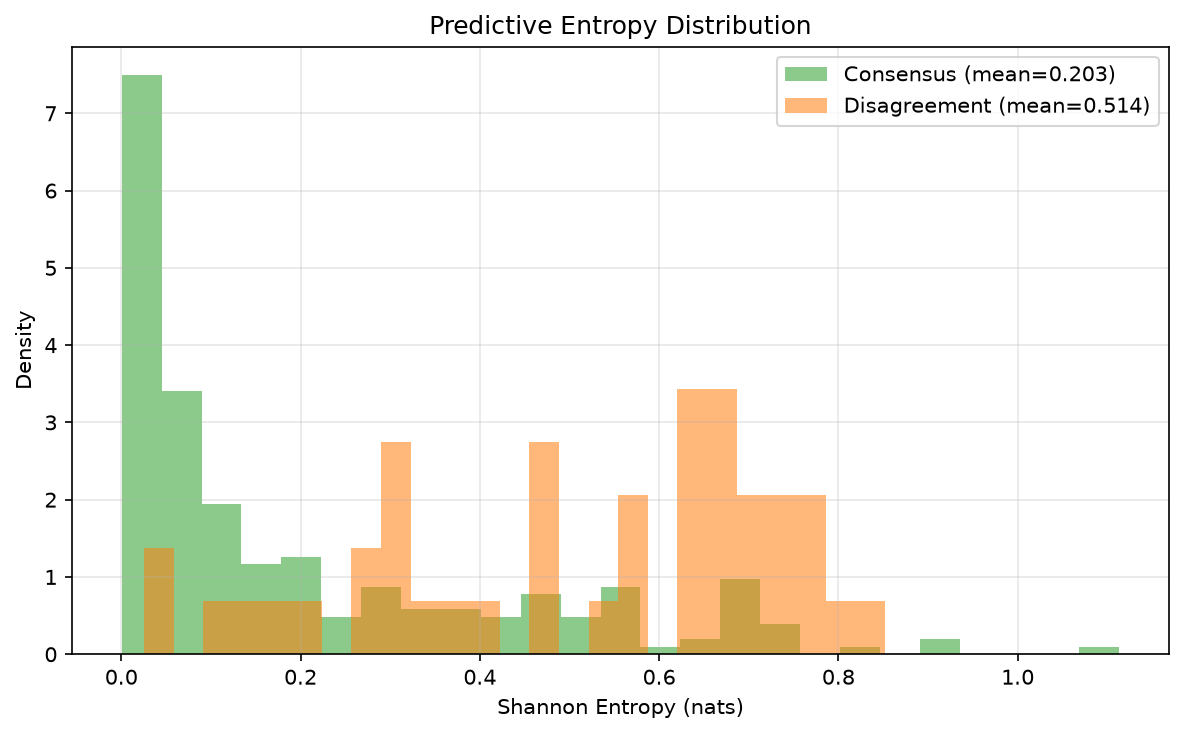 Predictive Entropy Distribution
Consensus (mean=0.203)
Disagreement (mean=0.514)
Density
7
6
5
4
3
2
1
0
0.0 0.2 0.4 0.6 0.8 1.0
Shannon Entropy (nats)